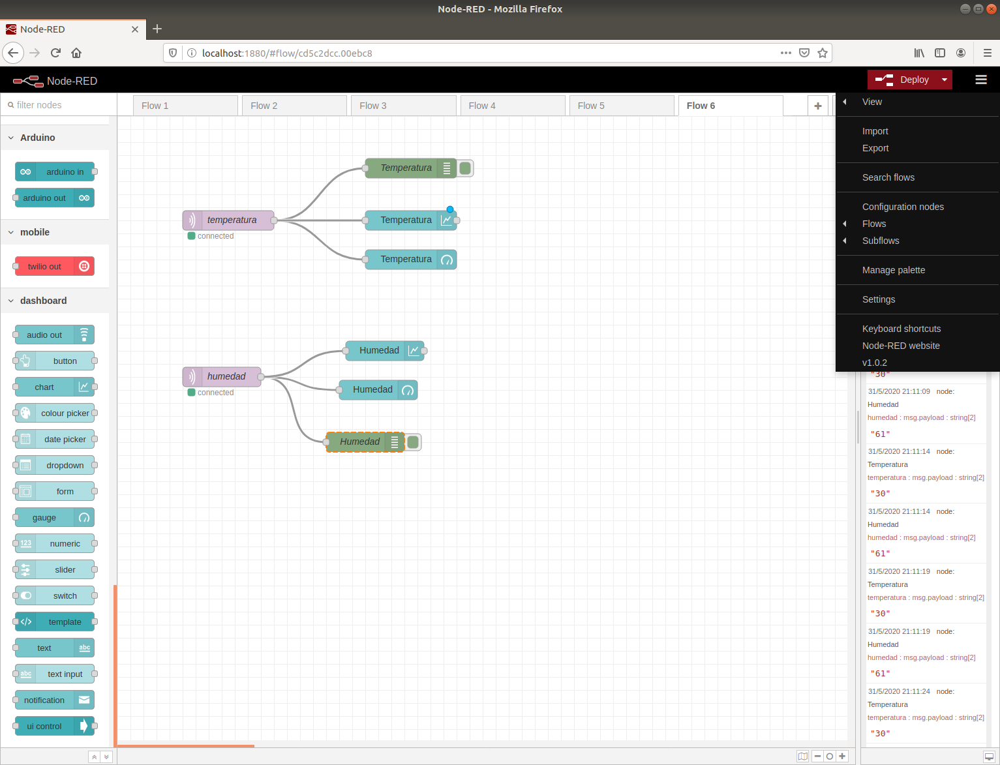 Node-RED - Mozilla Firefox
Node-RED
localhost:1880/#flow/cd5c2dcc.00ebc8
Node-RED
Deploy
filter nodes
Flow 1
Flow 2
Flow 3
Flow 4
Flow 5
Flow 6
Arduino
arduino in
arduino out
mobile
twilio out
dashboard
audio out
button
chart
colour picker
date picker
dropdown
form
gauge
123
numeric
slider
switch
template
text
abc
abc
text input
notification
ui control
Temperatura
temperatura
connected
Temperatura
Temperatura
Humedad
humedad
connected
Humedad
Humedad
View
Import
Export
Search flows
Configuration nodes
Flows
Subflows
Manage palette
Settings
Keyboard shortcuts
Node-RED website
v1.0.2
"30"
31/5/2020 21:11:09 node:
Humedad
humedad : msg.payload : string[2]
"61"
31/5/2020 21:11:14 node:
Temperatura
temperatura : msg.payload : string[2]
"30"
31/5/2020 21:11:14 node:
Humedad
humedad : msg.payload : string[2]
"61"
31/5/2020 21:11:19 node:
Temperatura
temperatura : msg.payload : string[2]
"30"
31/5/2020 21:11:19 node:
Humedad
humedad : msg.payload : string[2]
"61"
31/5/2020 21:11:24 node:
Temperatura
temperatura : msg.payload : string[2]
"30"